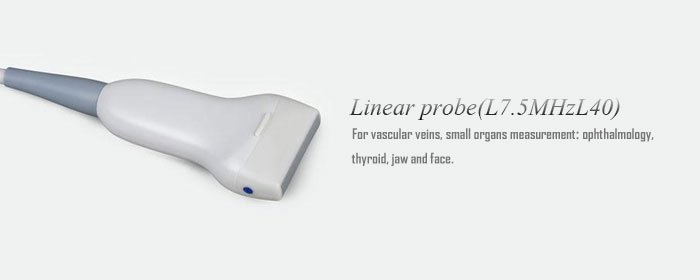 Linear probe(L7.5MHzL40)
For vascular veins, small organs measurement: ophthalmology,
thyroid, jaw and face.